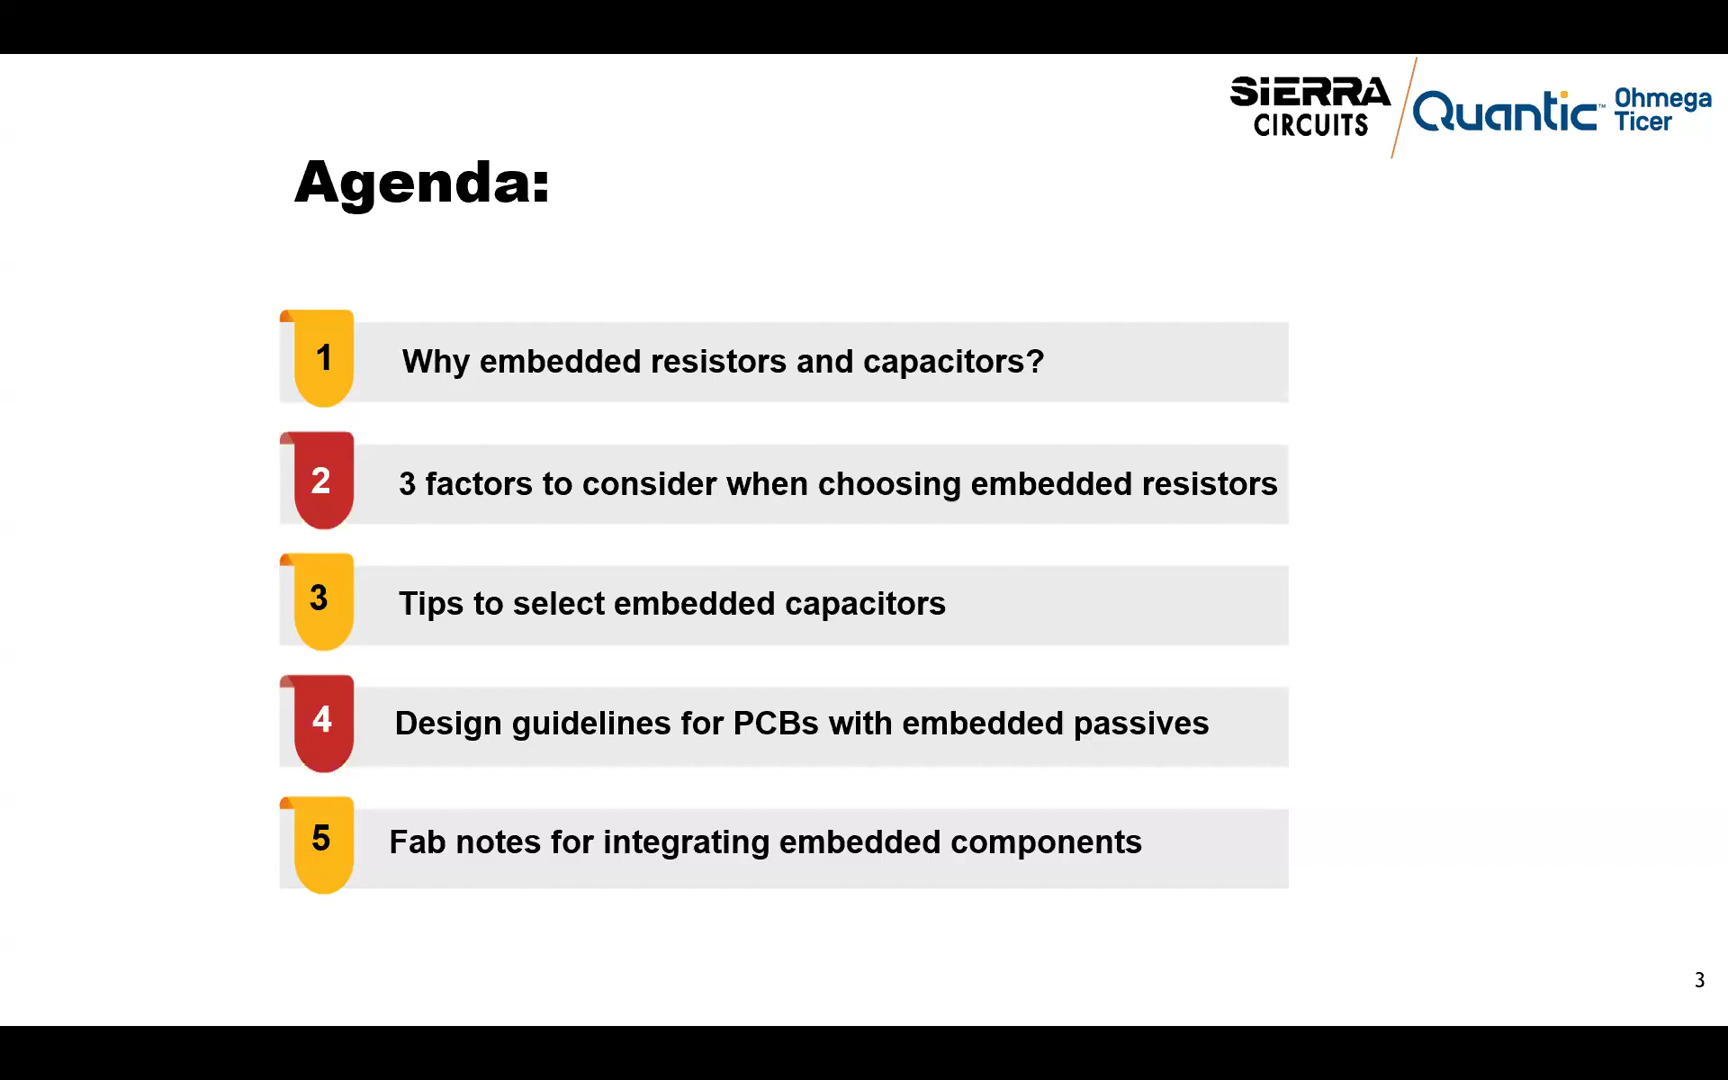 SIERRA
CIRCUITS
Quantic™
Ohmega
Ticer
Agenda:
1 Why embedded resistors and capacitors?
2 3 factors to consider when choosing embedded resistors
3 Tips to select embedded capacitors
4 Design guidelines for PCBs with embedded passives
5 Fab notes for integrating embedded components
3